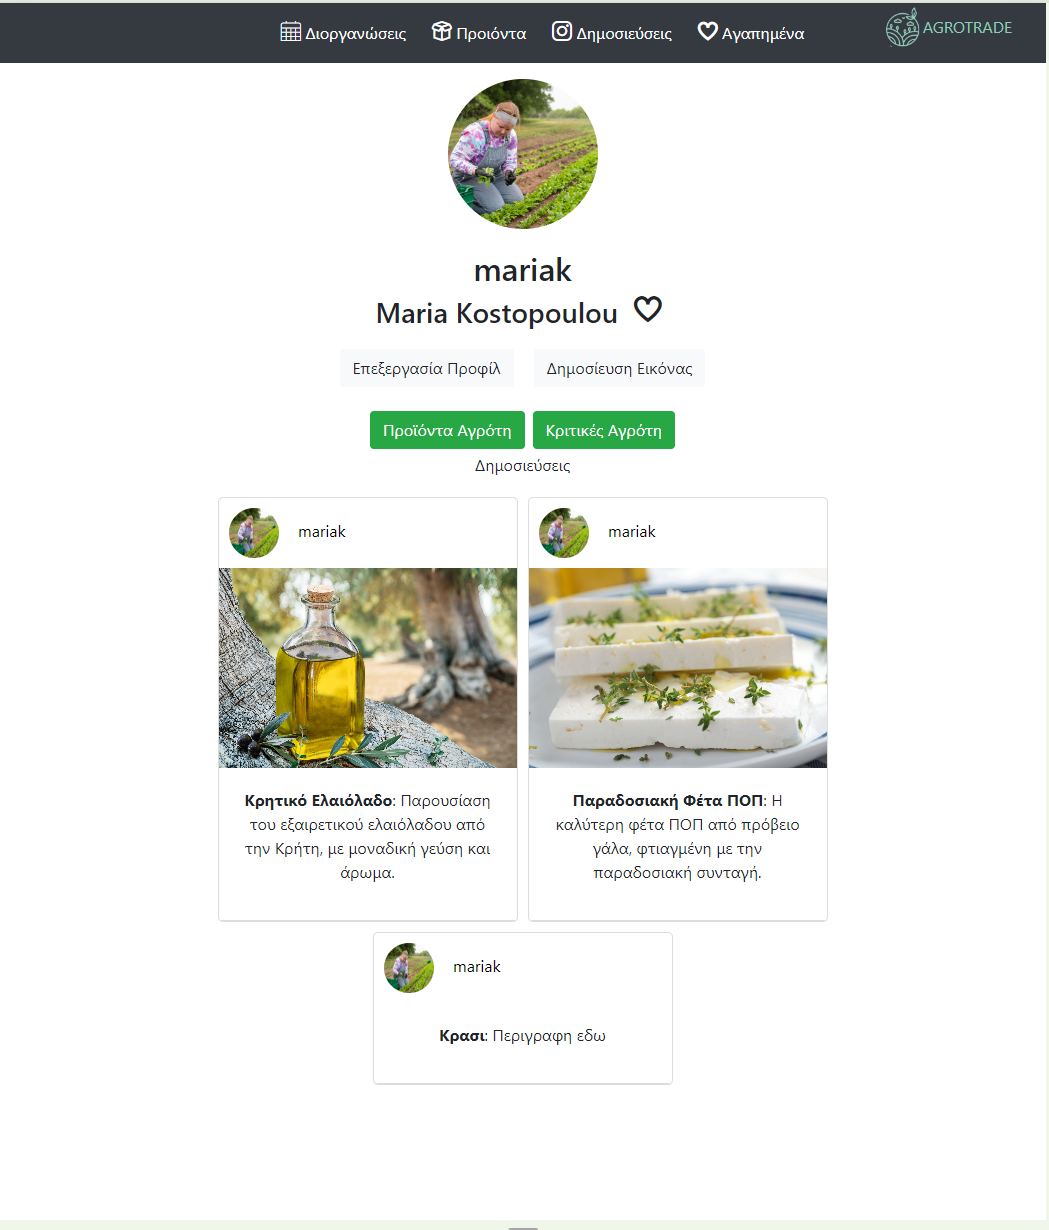 Διοργανώσεις Προιόντα Δημοσιεύσεις Αγαπημένα AGROTRADE
mariak
Maria Kostopoulou
Επεξεργασία Προφίλ Δημοσίευση Εικόνας
Προϊόντα Αγρότη Κριτικές Αγρότη
Δημοσιεύσεις
mariak
Κρητικό Ελαιόλαδο: Παρουσίαση
του εξαιρετικού ελαιόλαδου από
την Κρήτη, με μοναδική γεύση και
άρωμα.
mariak
Παραδοσιακή Φέτα ΠΟΠ: Η
καλύτερη φέτα ΠΟΠ από πρόβειο
γάλα, φτιαγμένη με την
παραδοσιακή συνταγή.
mariak
Κρασι: Περιγραφη εδω